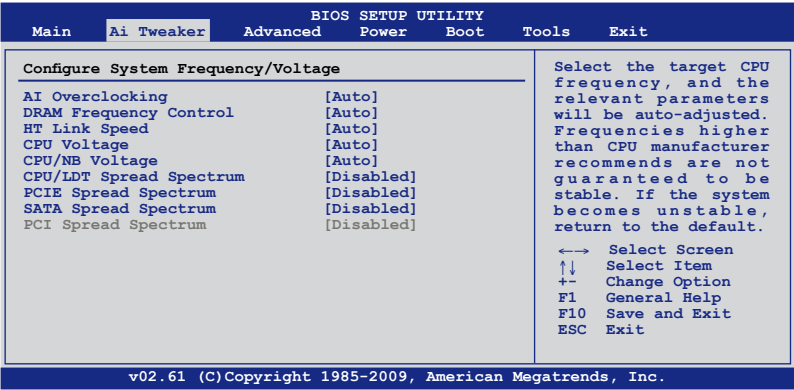 BIOS SETUP UTILITY
Main Ai Tweaker Advanced Power Boot Tools Exit
Configure System Frequency/Voltage
AI Overclocking [Auto]
DRAM Frequency Control [Auto]
HT Link Speed [Auto]
CPU Voltage [Auto]
CPU/NB Voltage [Auto]
CPU/LDT Spread Spectrum [Disabled]
PCIE Spread Spectrum [Disabled]
SATA Spread Spectrum [Disabled]
PCI Spread Spectrum [Disabled]
Select the target CPU
frequency, and the
relevant parameters
will be auto-adjusted.
Frequencies higher
than CPU manufacturer
recommends are not
guaranteed to be
stable. If the system
becomes unstable,
return to the default.
←→ Select Screen
↑↓ Select Item
+- Change Option
F1 General Help
F10 Save and Exit
ESC Exit
v02.61 (C)Copyright 1985-2009, American Megatrends, Inc.